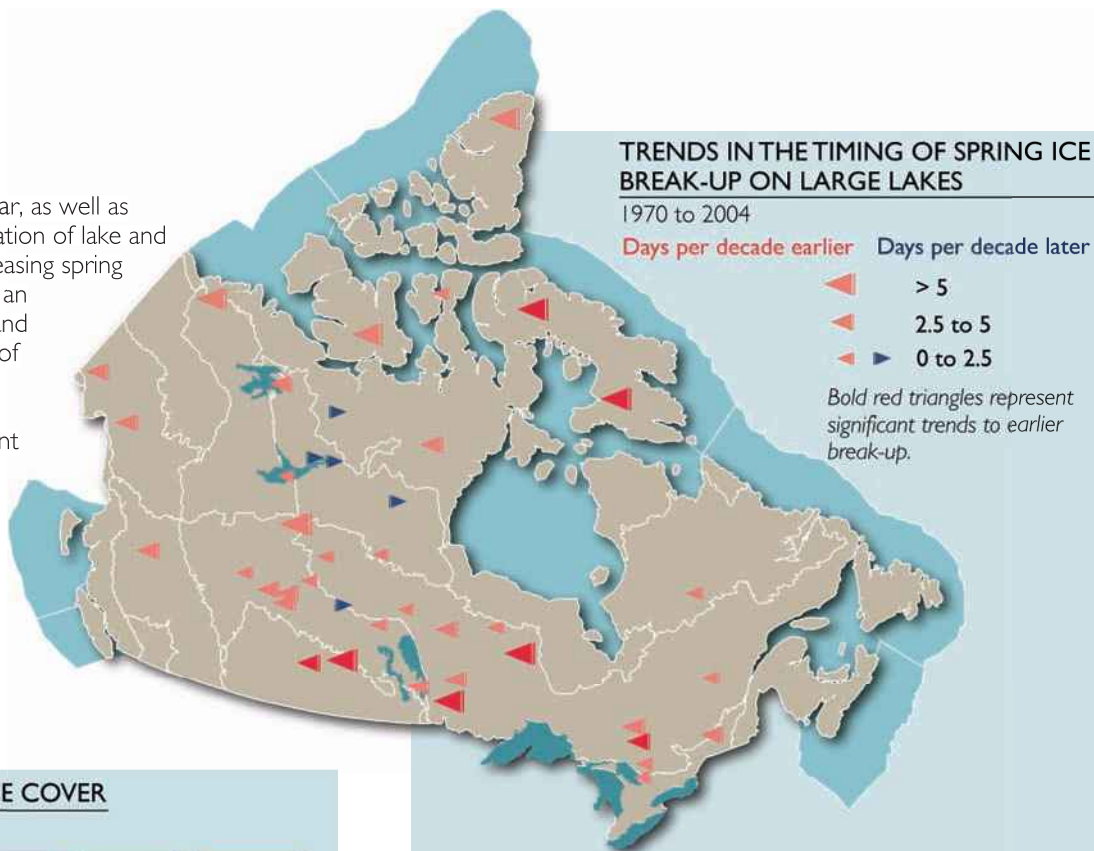 ar, as well as
ation of lake and
easing spring
an
and
of
nt
TRENDS IN THE TIMING OF SPRING ICE
BREAK-UP ON LARGE LAKES
1970 to 2004
Days per decade earlier Days per decade later
> 5
2.5 to 5
0 to 2.5
Bold red triangles represent
significant trends to earlier
break-up.
E COVER